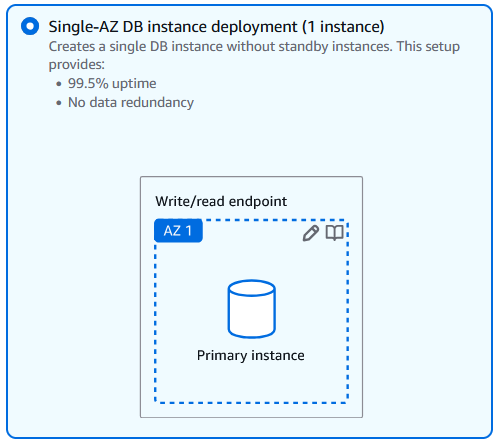 Single-AZ DB instance deployment (1 instance)
Creates a single DB instance without standby instances. This setup
provides:
• 99.5% uptime
• No data redundancy
Write/read endpoint
AZ 1
Primary instance